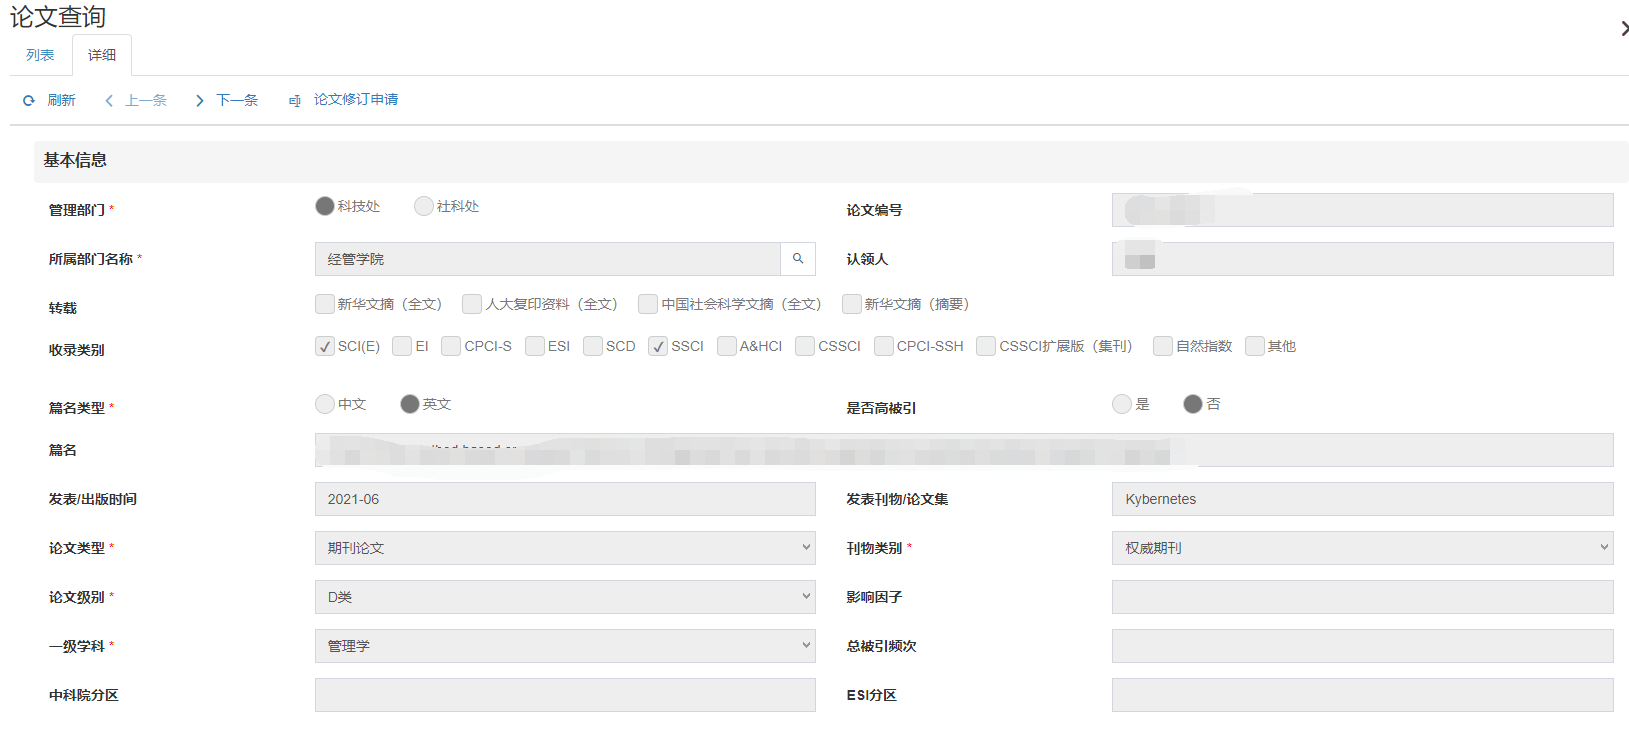 论文查询
列表 详细
刷新 上一条 下一条 论文修订申请
基本信息
管理部门 * 科技处 社科处 论文编号
所属部门名称 * 经管学院 认领人
转载 新华文摘（全文） 人大复印资料（全文） 中国社会科学文摘（全文） 新华文摘（摘要）
收录类别 SCI(E) EI CPCI-S ESI SCD SSCI A&HCI CSSCI CPCI-SSH CSSCI扩展版（集刊） 自然指数 其他
篇名类型 * 中文 英文 是否高被引 是 否
篇名
发表/出版时间 2021-06 发表刊物/论文集 Kybernetes
论文类型 * 期刊论文 刊物类别 * 权威期刊
论文级别 * D类 影响因子
一级学科 * 管理学 总被引频次
中科院分区 ESI分区